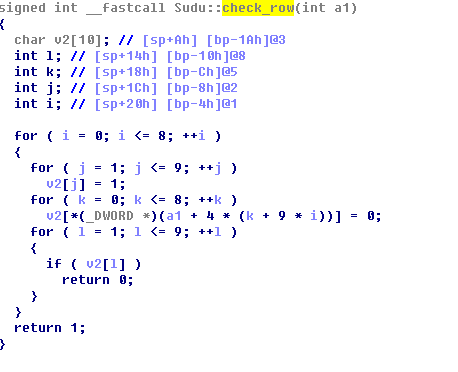 signed int __fastcall Sudu::check_row(int a1)
{
  char v2[10]; // [sp+Ah] [bp-1Ah]@3
  int l; // [sp+14h] [bp-10h]@8
  int k; // [sp+18h] [bp-Ch]@5
  int j; // [sp+1Ch] [bp-8h]@2
  int i; // [sp+20h] [bp-4h]@1
  for ( i = 0; i <= 8; ++i )
  {
    for ( j = 1; j <= 9; ++j )
      v2[j] = 1;
    for ( k = 0; k <= 8; ++k )
      v2[*(_DWORD *)(a1 + 4 * (k + 9 * i))] = 0;
    for ( l = 1; l <= 9; ++l )
    {
      if ( v2[l] )
        return 0;
    }
  }
  return 1;
}